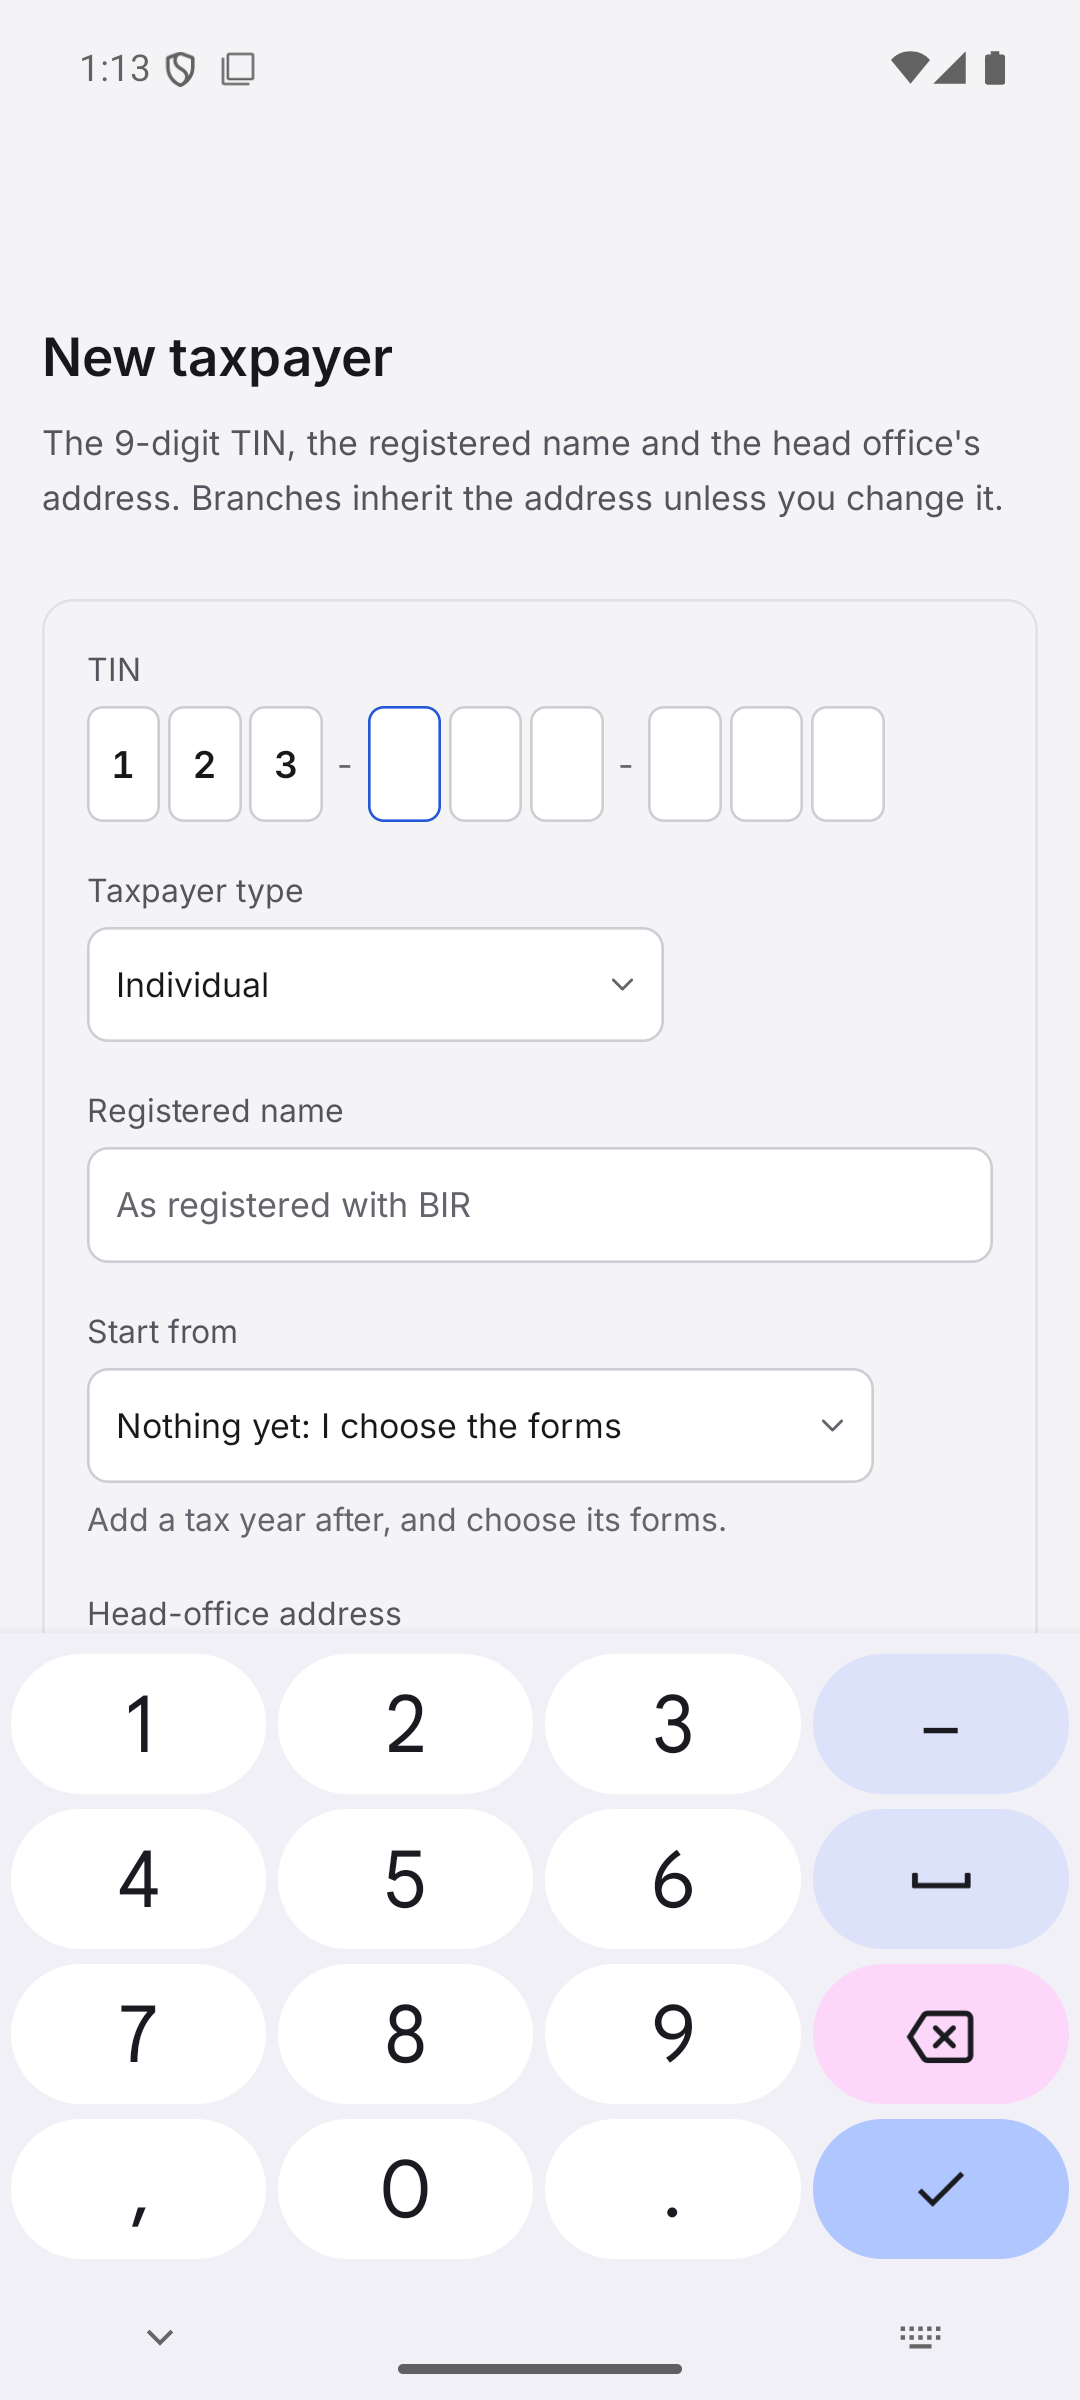 1:13
New taxpayer
The 9-digit TIN, the registered name and the head office's
address. Branches inherit the address unless you change it.
TIN
1 2 3 - -
Taxpayer type
Individual
Registered name
As registered with BIR
Start from
Nothing yet: I choose the forms
Add a tax year after, and choose its forms.
Head-office address
1 2 3 –
4 5 6
7 8 9
, 0 .